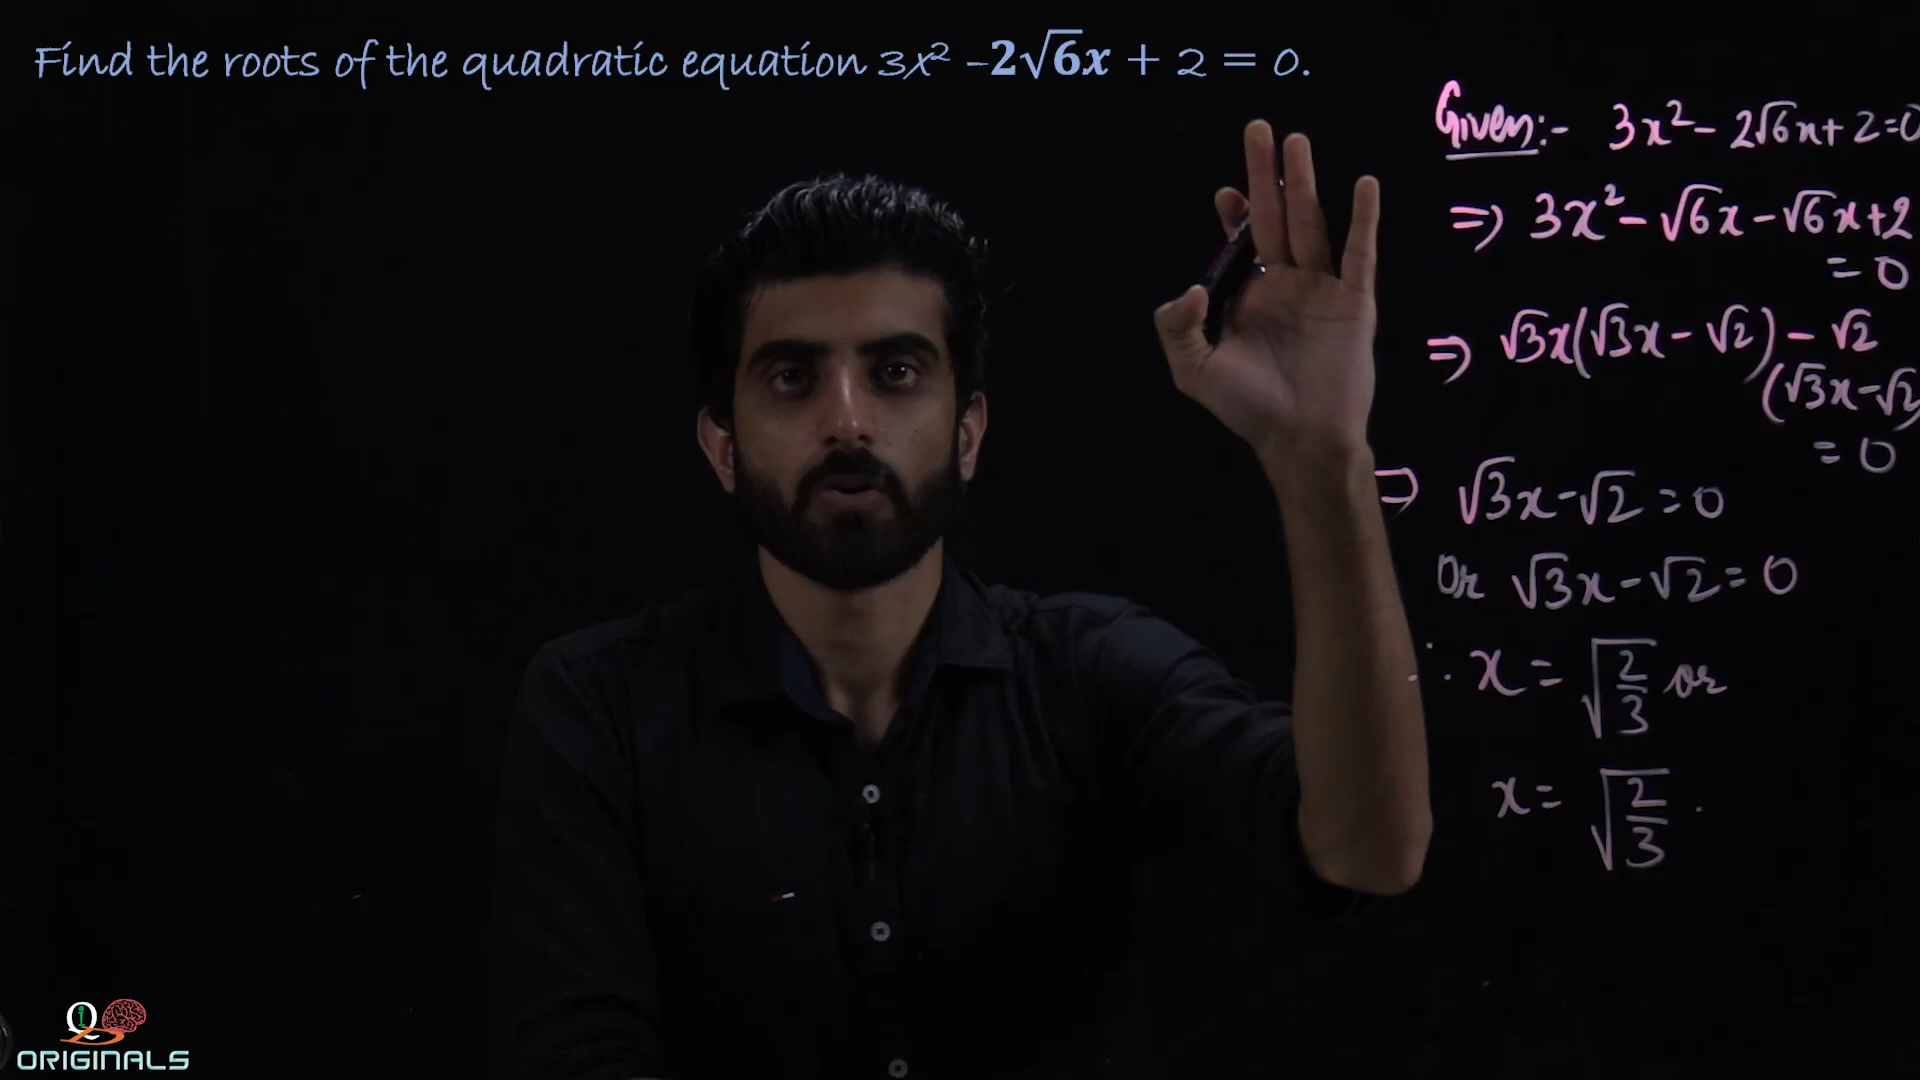 Find the roots of the quadratic equation 3x² -2√6x + 2 = 0.
Given:- 3x² - 2√6x + 2 = 0
⇒ 3x² - √6x - √6x + 2
= 0
⇒ √3x(√3x - √2) - √2
(√3x - √2)
= 0
⇒ √3x - √2 = 0
Or √3x - √2 = 0
∴ x = √(2/3) or
x = √(2/3) .
QI
ORIGINALS